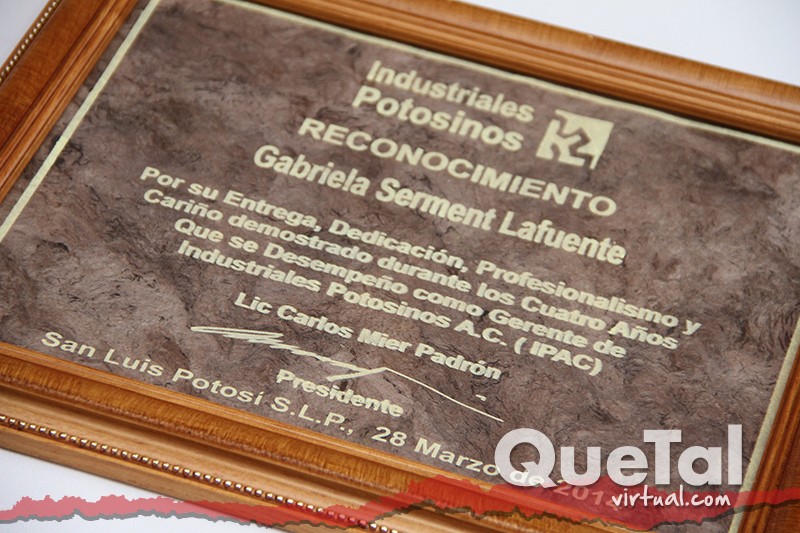 Industriales
Potosinos
RECONOCIMIENTO
Gabriela Serment Lafuente
Por su Entrega, Dedicación, Profesionalismo y
Cariño demostrado durante los Cuatro Años
Que se Desempeño como Gerente de
Industriales Potosinos A.C. ( IPAC)
Lic Carlos Mier Padrón
Presidente
San Luis Potosí S.L.P., 28 Marzo de
QueTal
virtual.com